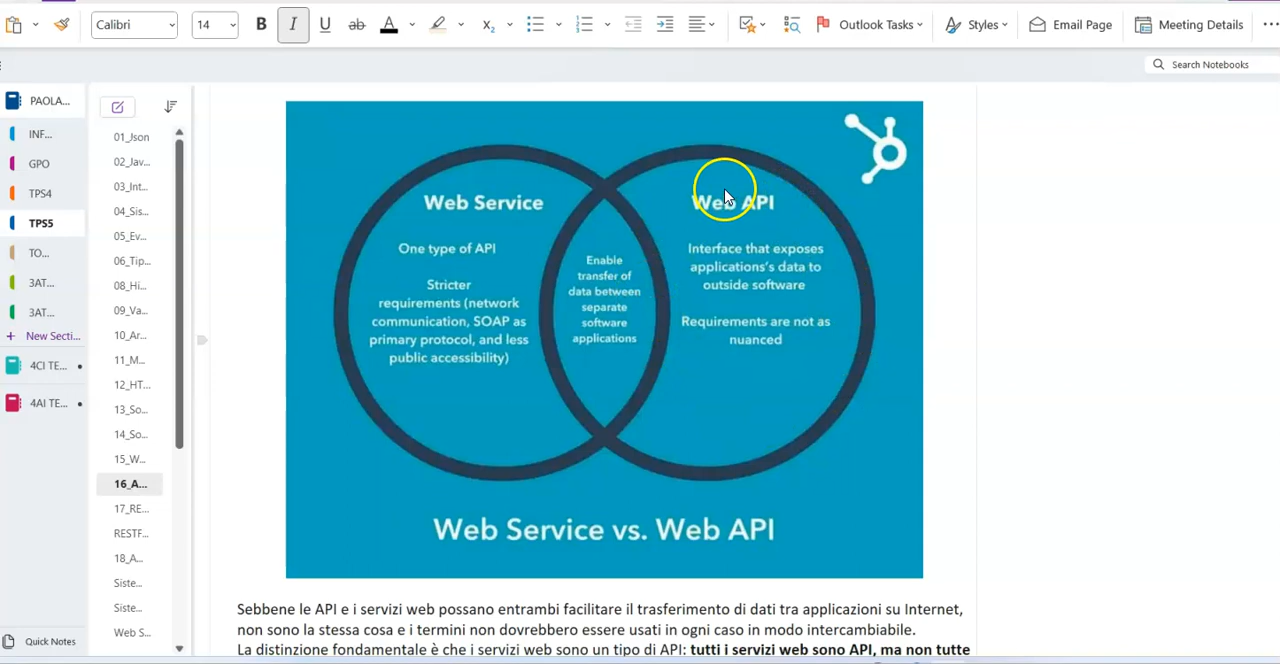 Calibri 14 B I U ab A X2 Outlook Tasks Styles Email Page Meeting Details
Search Notebooks
PAOLA...
INF...
GPO
TPS4
TPS5
TO...
3AT...
3AT...
+ New Secti...
4CI TE...
4AI TE...
Quick Notes
01_Json
02_Jav...
03_Int...
04_Sis...
05_Ev...
06_Tip...
08_Hi...
09_Va...
10_Ar...
11_M...
12_HT...
13_So...
14_So...
15_W...
16_A...
17_RE...
RESTF...
18_A...
Siste...
Siste...
Web S...
Web Service
One type of API
Stricter
requirements (network
communication, SOAP as
primary protocol, and less
public accessibility)
Enable
transfer of
data between
separate
software
applications
Web API
Interface that exposes
applications's data to
outside software
Requirements are not as
nuanced
Web Service vs. Web API
Sebbene le API e i servizi web possano entrambi facilitare il trasferimento di dati tra applicazioni su Internet,
non sono la stessa cosa e i termini non dovrebbero essere usati in ogni caso in modo intercambiabile.
La distinzione fondamentale è che i servizi web sono un tipo di API: tutti i servizi web sono API, ma non tutte